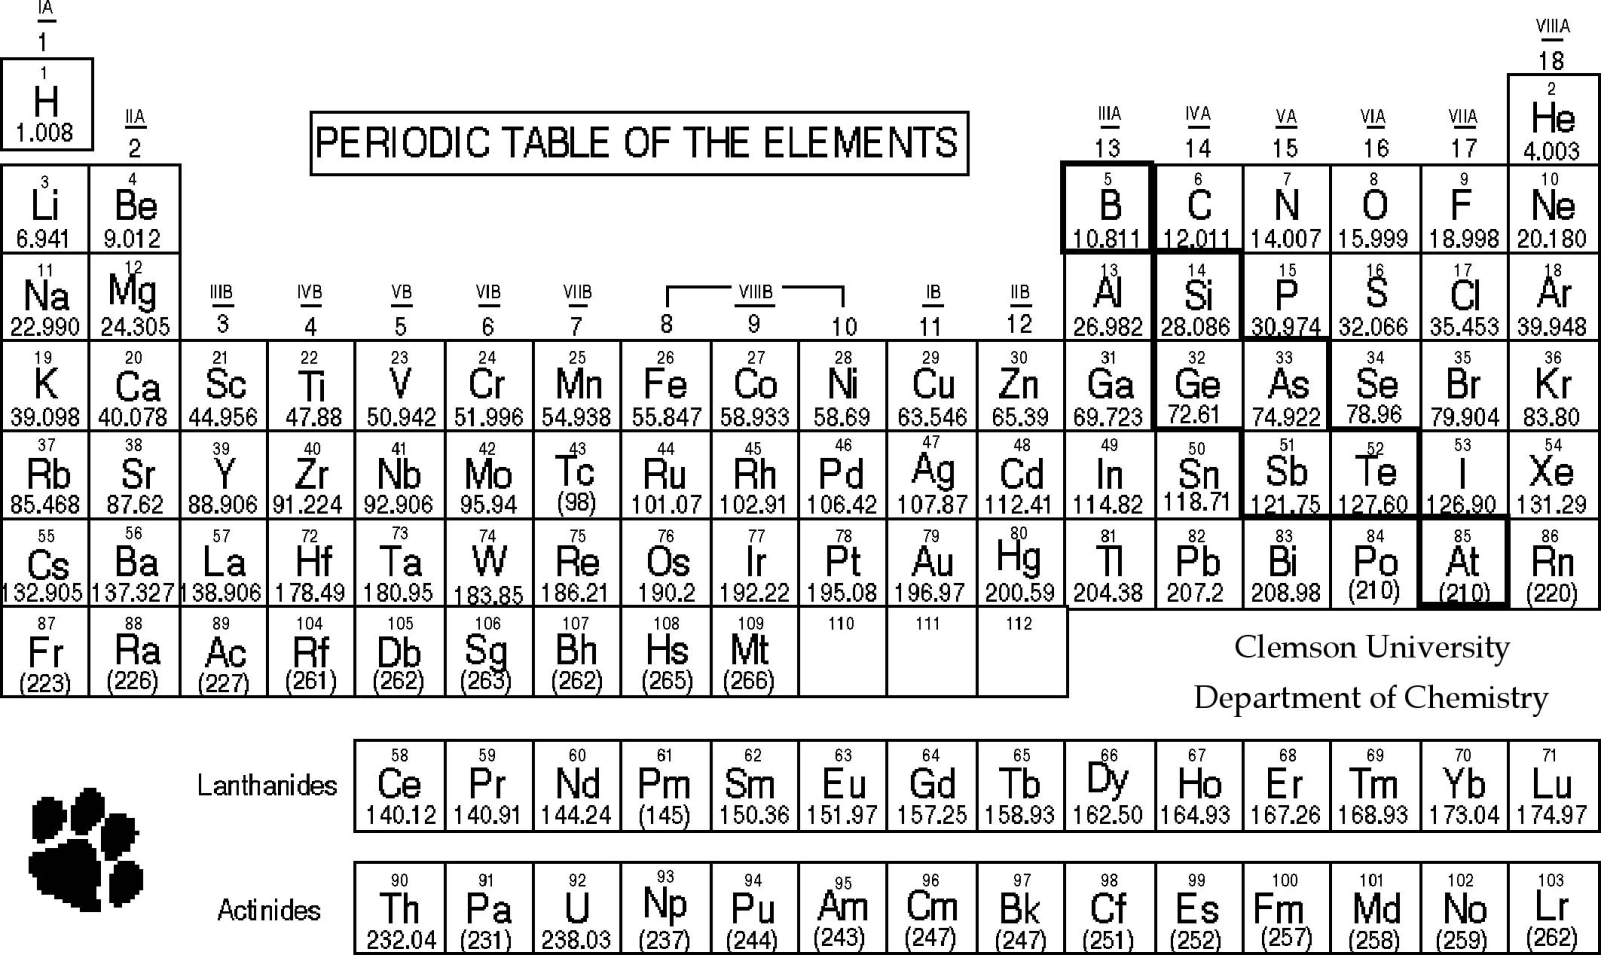 IA
1
VIIIA
18
1
H
1.008
2
He
4.003
IIA
2
PERIODIC TABLE OF THE ELEMENTS
IIIA IVA VA VIA VIIA
13 14 15 16 17
3 4 5 6 7 8 9 10
Li Be B C N O F Ne
6.941 9.012 10.811 12.011 14.007 15.999 18.998 20.180
11 12 13 14 15 16 17 18
Na Mg Al Si P S Cl Ar
22.990 24.305 26.982 28.086 30.974 32.066 35.453 39.948
IIIB IVB VB VIB VIIB VIIIB IB IIB
3 4 5 6 7 8 9 10 11 12
19 20 21 22 23 24 25 26 27 28 29 30 31 32 33 34 35 36
K Ca Sc Ti V Cr Mn Fe Co Ni Cu Zn Ga Ge As Se Br Kr
39.098 40.078 44.956 47.88 50.942 51.996 54.938 55.847 58.933 58.69 63.546 65.39 69.723 72.61 74.922 78.96 79.904 83.80
37 38 39 40 41 42 43 44 45 46 47 48 49 50 51 52 53 54
Rb Sr Y Zr Nb Mo Tc Ru Rh Pd Ag Cd In Sn Sb Te I Xe
85.468 87.62 88.906 91.224 92.906 95.94 (98) 101.07 102.91 106.42 107.87 112.41 114.82 118.71 121.75 127.60 126.90 131.29
55 56 57 72 73 74 75 76 77 78 79 80 81 82 83 84 85 86
Cs Ba La Hf Ta W Re Os Ir Pt Au Hg Tl Pb Bi Po At Rn
132.905 137.327 138.906 178.49 180.95 183.85 186.21 190.2 192.22 195.08 196.97 200.59 204.38 207.2 208.98 (210) (210) (220)
87 88 89 104 105 106 107 108 109 110 111 112
Fr Ra Ac Rf Db Sg Bh Hs Mt
(223) (226) (227) (261) (262) (263) (262) (265) (266)
Clemson University
Department of Chemistry
Lanthanides
58 59 60 61 62 63 64 65 66 67 68 69 70 71
Ce Pr Nd Pm Sm Eu Gd Tb Dy Ho Er Tm Yb Lu
140.12 140.91 144.24 (145) 150.36 151.97 157.25 158.93 162.50 164.93 167.26 168.93 173.04 174.97
Actinides
90 91 92 93 94 95 96 97 98 99 100 101 102 103
Th Pa U Np Pu Am Cm Bk Cf Es Fm Md No Lr
232.04 (231) 238.03 (237) (244) (243) (247) (247) (251) (252) (257) (258) (259) (262)